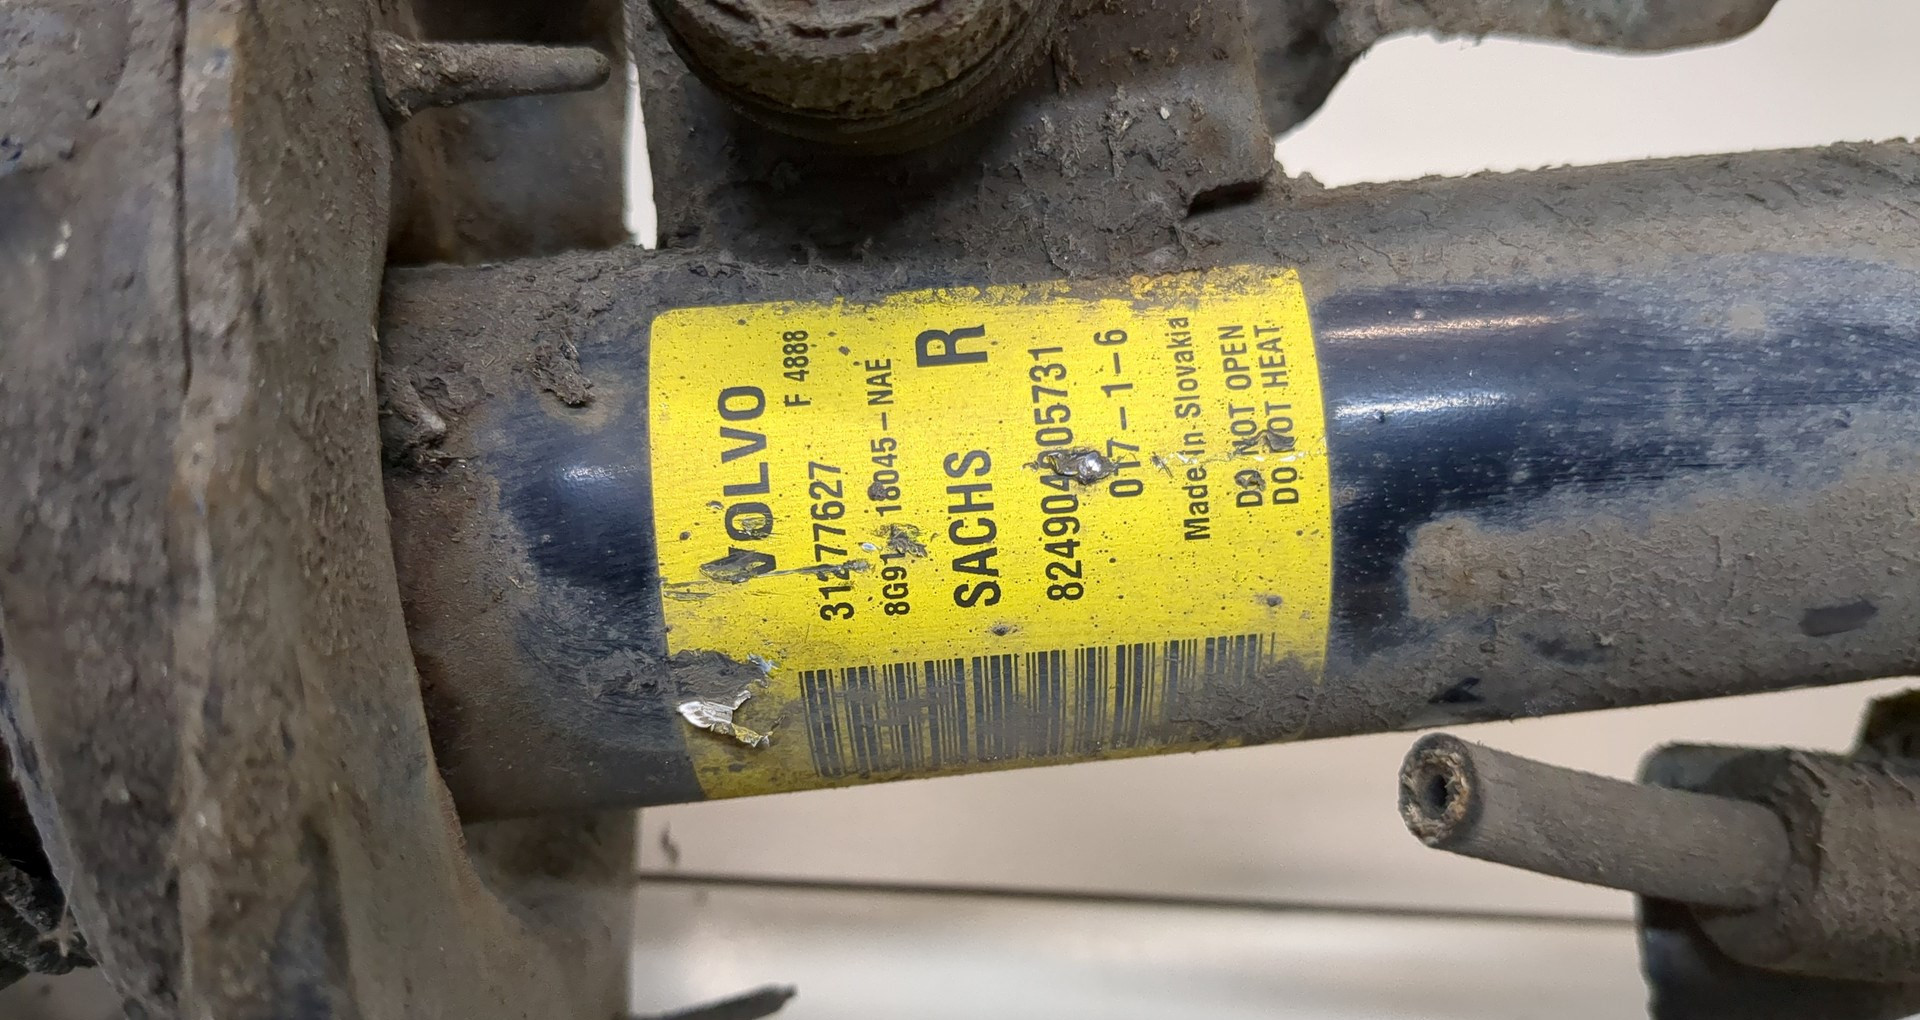 VOLVO
31277627 F 4888
8G91-18045-NAE
SACHS R
824904005731
017-1-6
Made in Slovakia
DO NOT OPEN
DO NOT HEAT